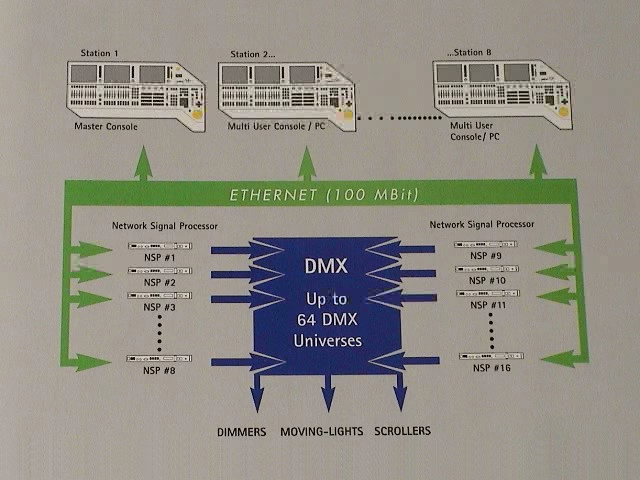 Station 1
Station 2...
...Station 8
Master Console
Multi User Console / PC
Multi User
Console/ PC
ETHERNET (100 MBit)
Network Signal Processor
Network Signal Processor
NSP #1
NSP #2
NSP #3
NSP #8
DMX
Up to
64 DMX
Universes
NSP #9
NSP #10
NSP #11
NSP #16
DIMMERS
MOVING-LIGHTS
SCROLLERS